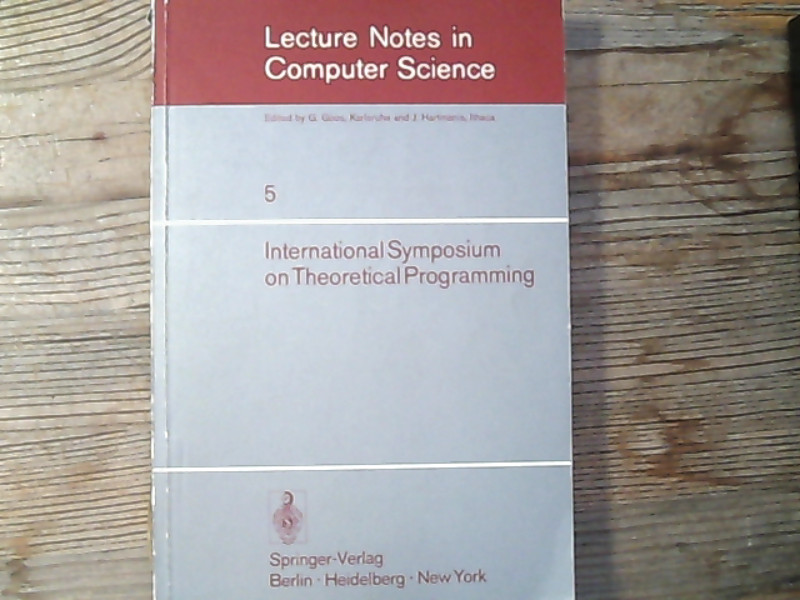 Lecture Notes in
Computer Science
Edited by G. Goos, Karlsruhe and J. Hartmanis, Ithaca
5
International Symposium
on Theoretical Programming
Springer-Verlag
Berlin · Heidelberg · New York